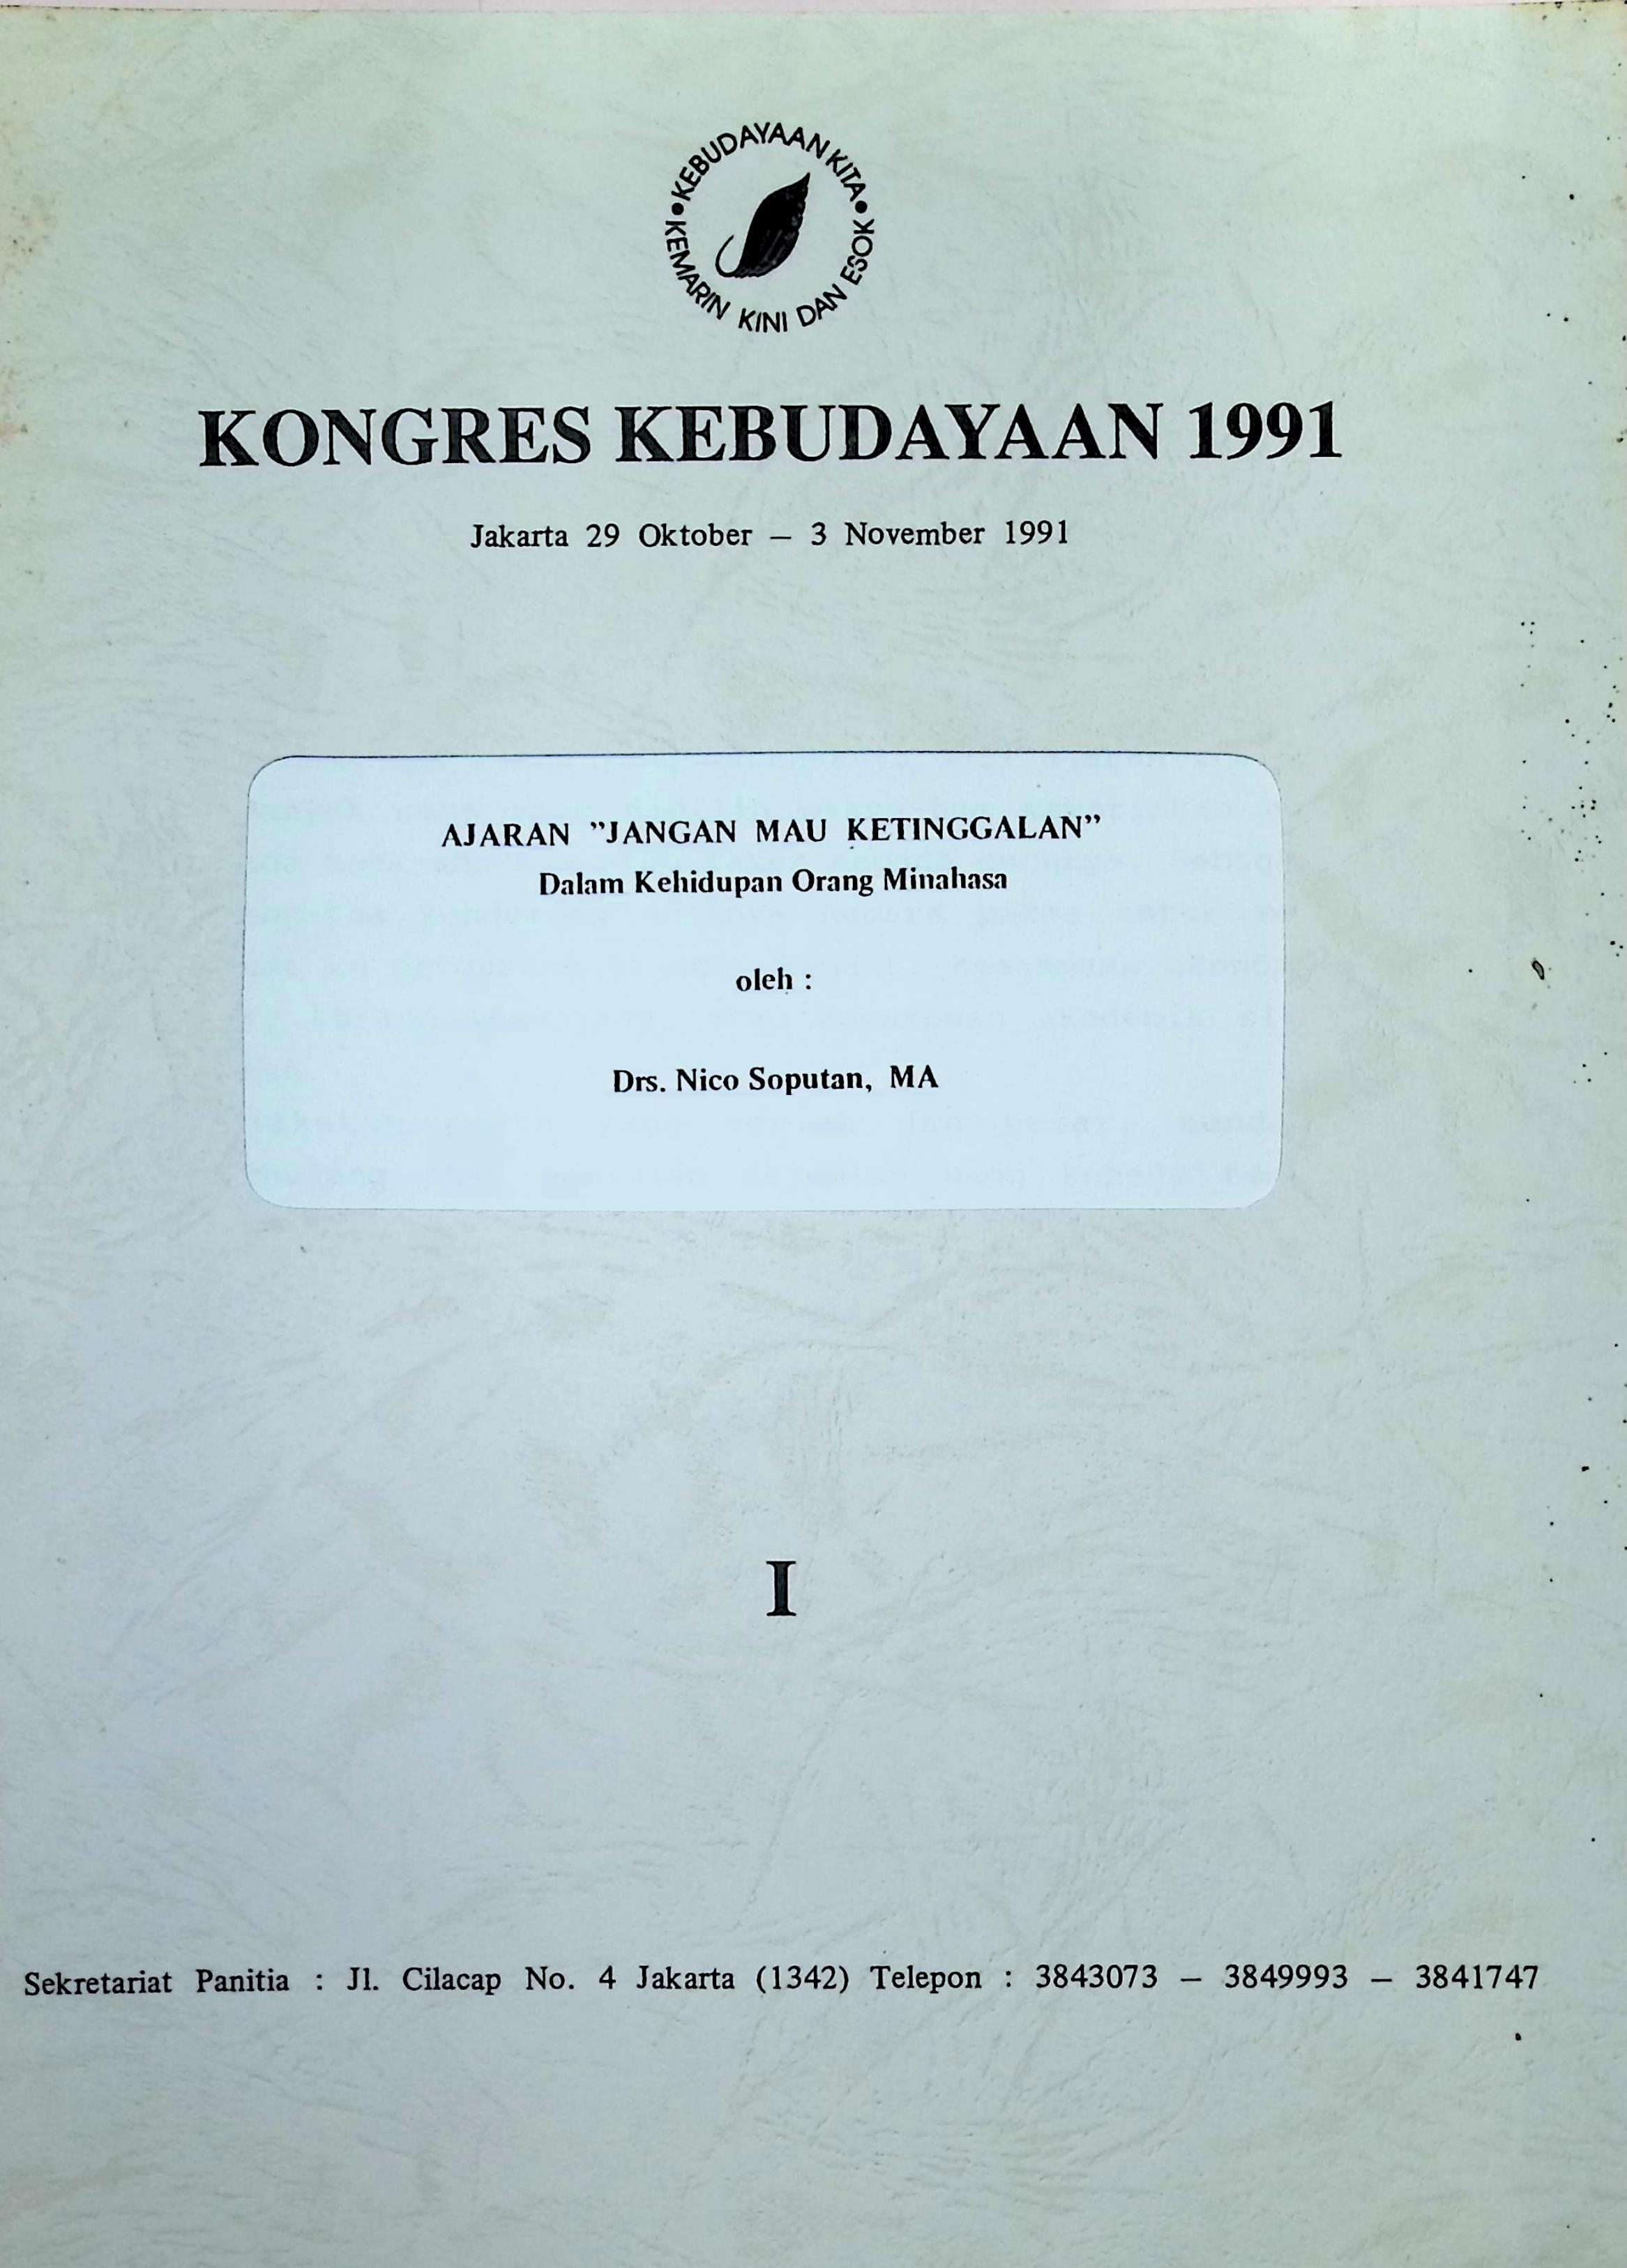 • KEBUDAYAAN KITA •
KEMARIN KINI DAN ESOK
KONGRES KEBUDAYAAN 1991
Jakarta 29 Oktober — 3 November 1991
AJARAN "JANGAN MAU KETINGGALAN"
Dalam Kehidupan Orang Minahasa
oleh :
Drs. Nico Soputan, MA
I
Sekretariat Panitia : Jl. Cilacap No. 4 Jakarta (1342) Telepon : 3843073 — 3849993 — 3841747